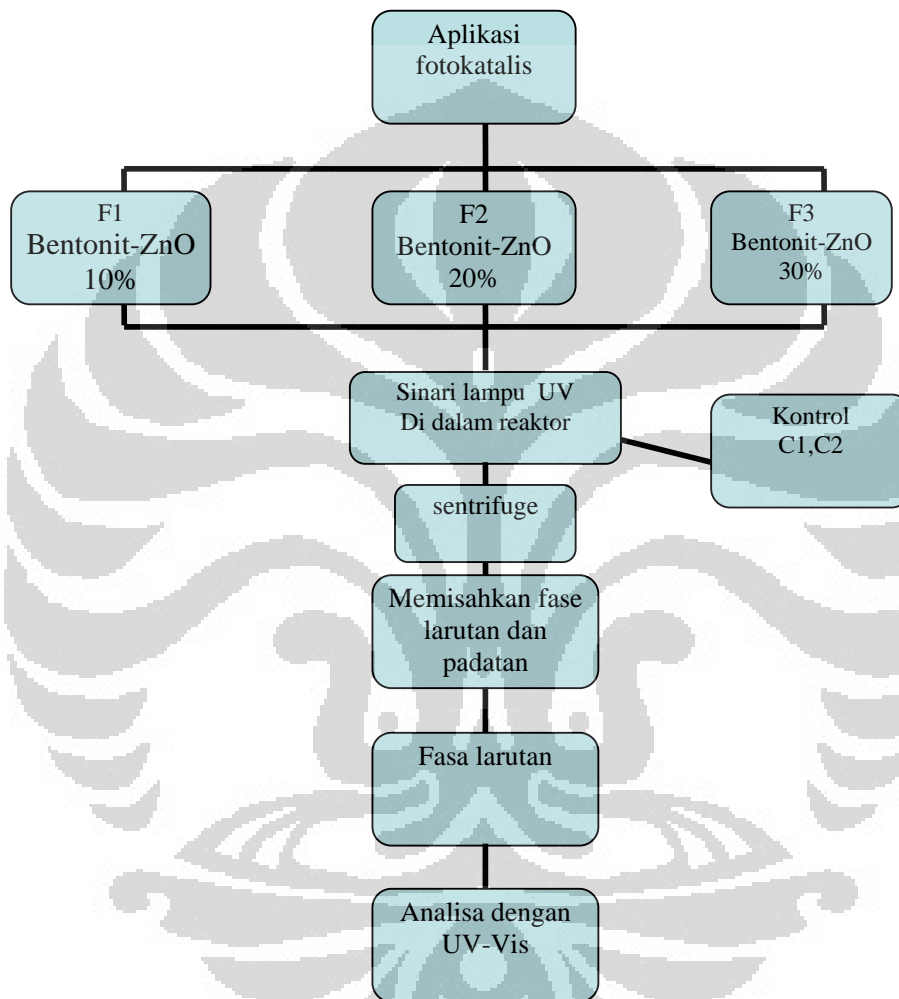 Aplikasi
fotokatalis
F1
Bentonit-ZnO
10%
F2
Bentonit-ZnO
20%
F3
Bentonit-ZnO
30%
Sinari lampu UV
Di dalam reaktor
Kontrol
C1,C2
sentrifuge
Memisahkan fase
larutan dan
padatan
Fasa larutan
Analisa dengan
UV-Vis